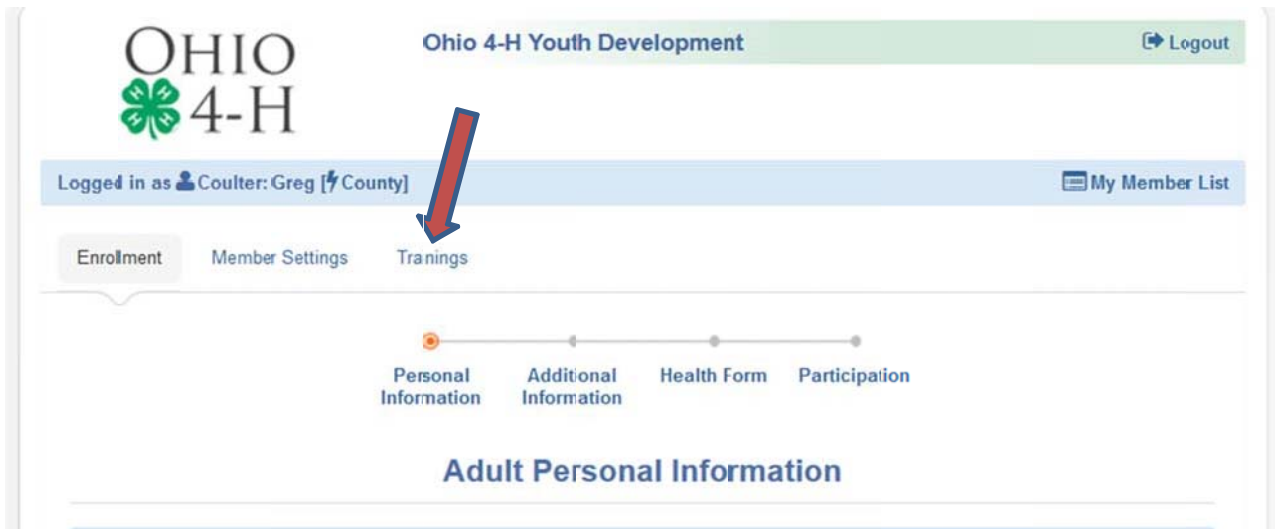 OHIO
4-H
Ohio 4-H Youth Development
Logout
Logged in as Coulter: Greg [County]
My Member List
Enrollment Member Settings Tranings
Personal Information
Additional Information
Health Form
Participation
Adult Personal Information